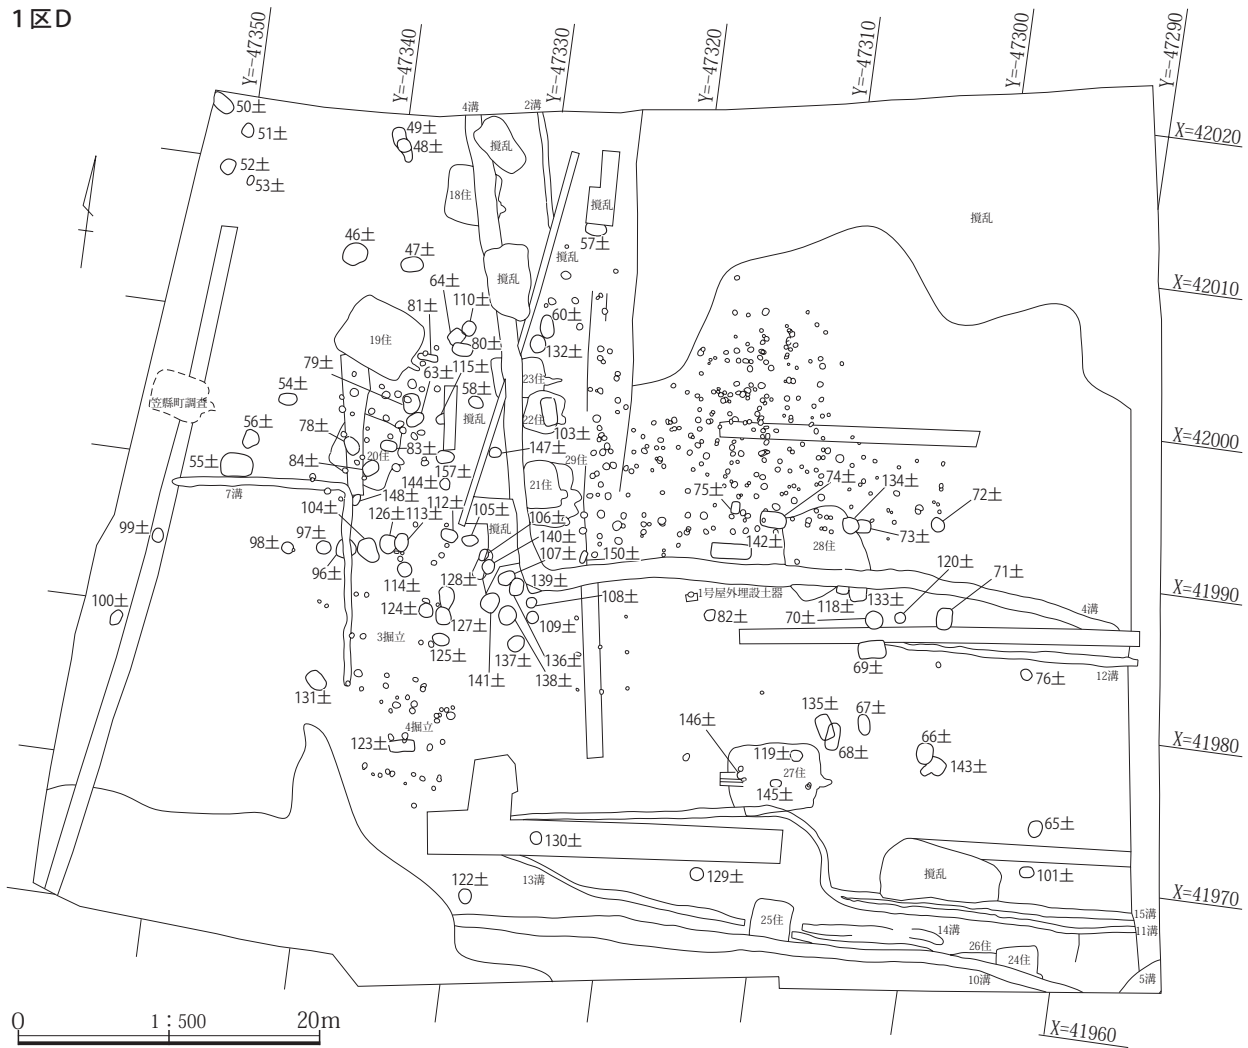 1区D
Y=-47350
Y=-47340
Y=-47330
Y=-47320
Y=-47310
Y=-47300
Y=-47290
4溝
2溝
50土
51土
49土
48土
撹乱
X=42020
52土
53土
18住
撹乱
撹乱
46土
47土
57土
撹乱
撹乱
64土
110土
X=42010
81土
60土
19住
80土
132土
79土
63土
115土
23住
54土
58土
笠縣町調査
撹乱
22住
56土
78土
103土
X=42000
83土
147土
55土
84土
20住
157土
29住
7溝
144土
21住
75土
74土
134土
72土
148土
112土
105土
104土
126土
113土
106土
99土
撹乱
140土
98土
97土
142土
28住
73土
107土
150土
96土
114土
128土
139土
120土
71土
X=41990
100土
124土
108土
1号屋外埋設土器
118土
133土
4溝
127土
109土
82土
70土
3掘立
125土
137土
136土
69土
12溝
131土
141土
138土
76土
4掘立
146土
135土
67土
X=41980
123土
119土
68土
66土
27住
143土
145土
130土
65土
122土
13溝
129土
撹乱
101土
X=41970
25住
15溝
14溝
11溝
26住
24住
10溝
5溝
0
1：500
20m
X=41960